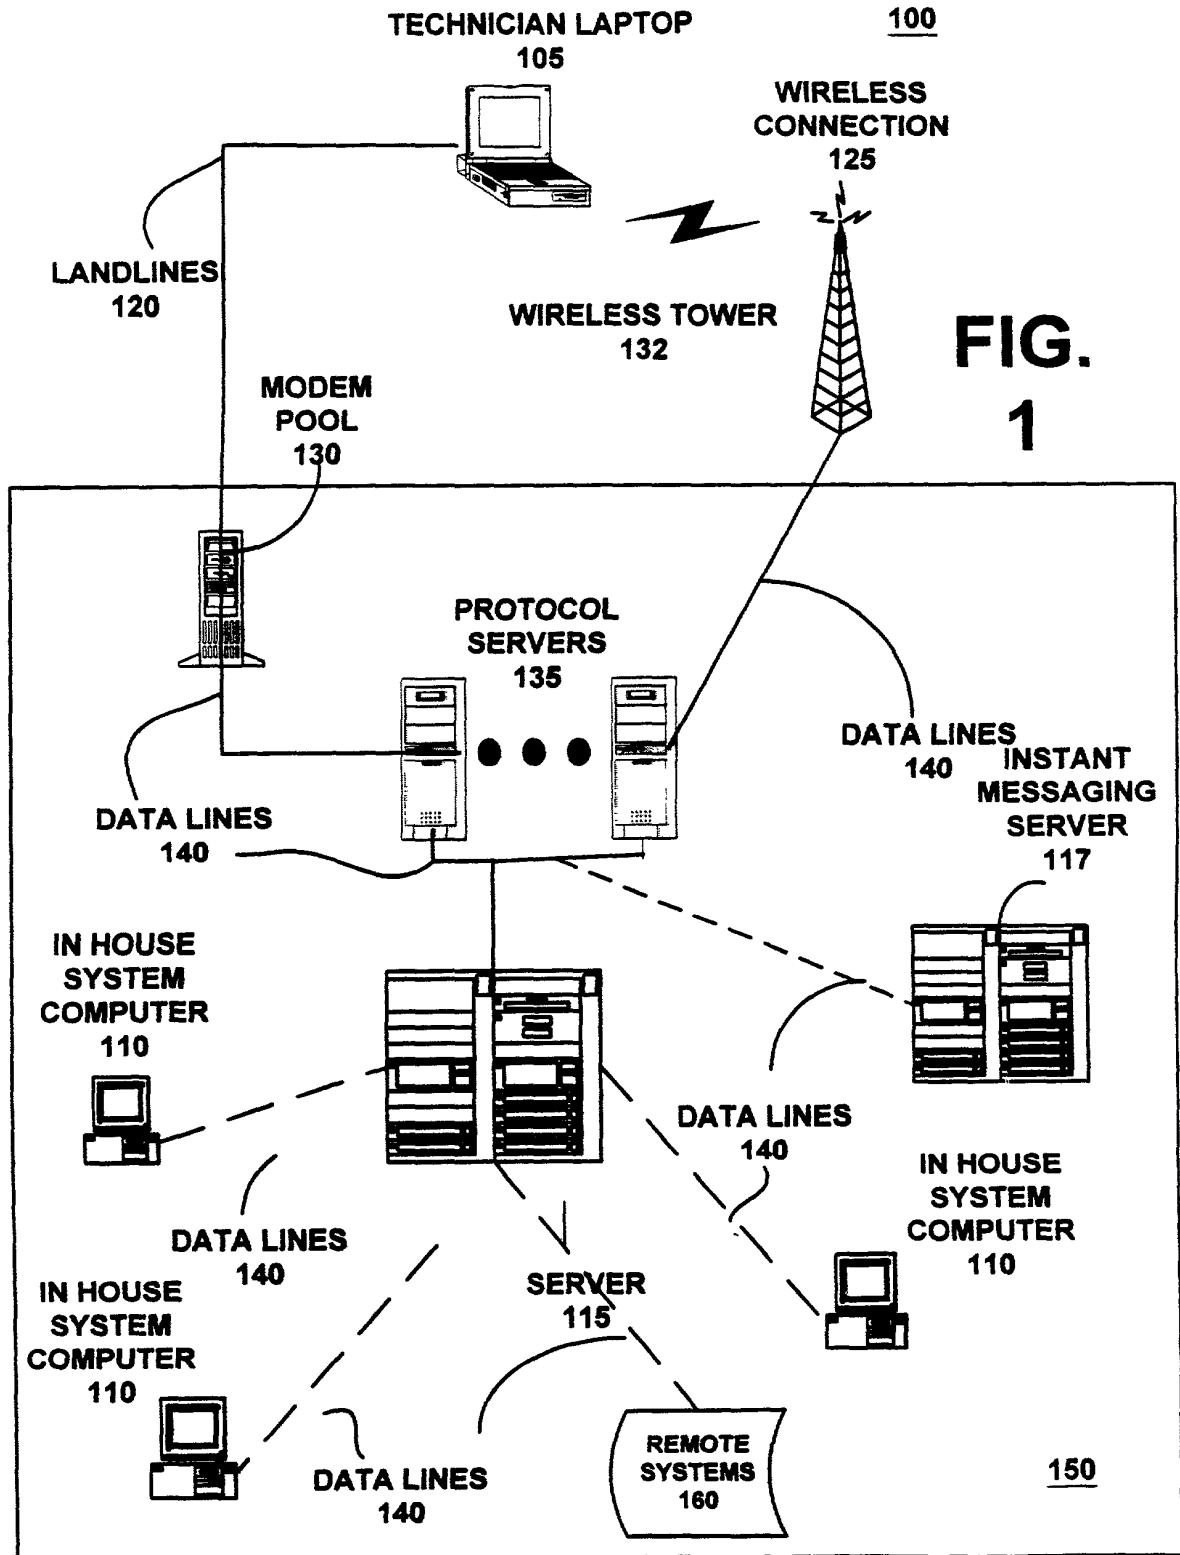 100
TECHNICIAN LAPTOP
105
WIRELESS
CONNECTION
125
LANDLINES
120
WIRELESS TOWER
132
FIG.
1
MODEM
POOL
130
PROTOCOL
SERVERS
135
DATA LINES
140
INSTANT
MESSAGING
SERVER
117
DATA LINES
140
IN HOUSE
SYSTEM
COMPUTER
110
DATA LINES
140
IN HOUSE
SYSTEM
COMPUTER
110
DATA LINES
140
SERVER
115
IN HOUSE
SYSTEM
COMPUTER
110
DATA LINES
140
REMOTE
SYSTEMS
160
150